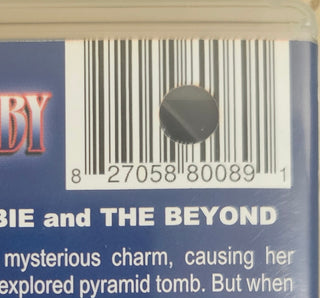 BY
8 27058 80089 1
BIE and THE BEYOND
mysterious charm, causing her
explored pyramid tomb. But when